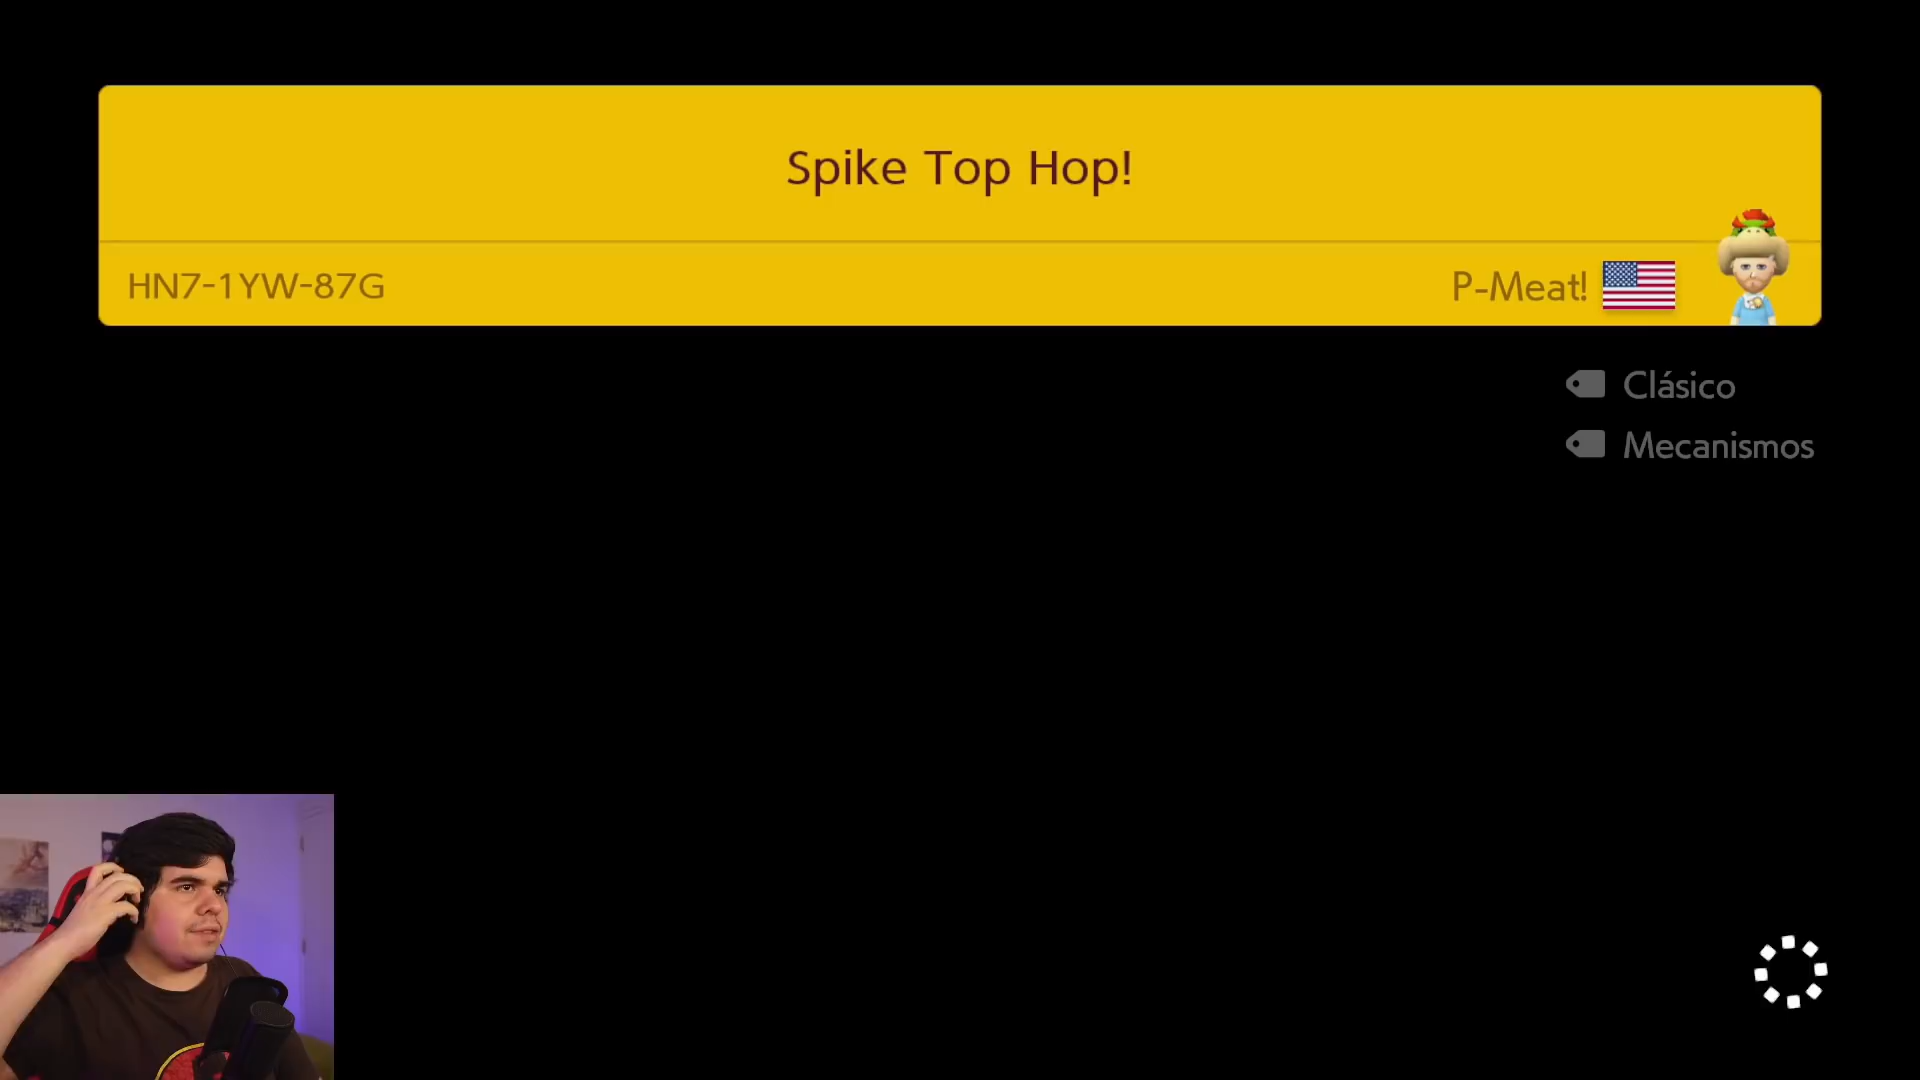 Spike Top Hop!
HN7-1YW-87G
P-Meat!
Clásico
Mecanismos